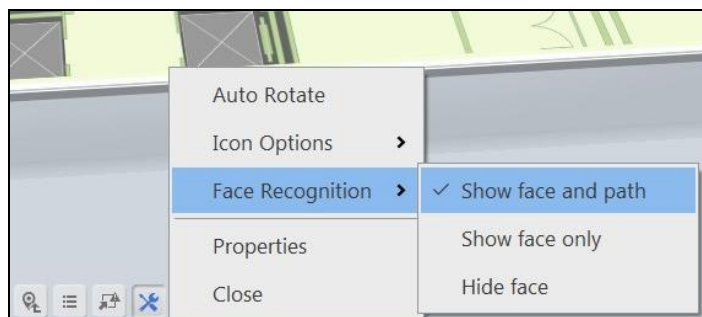 Auto Rotate
Icon Options
Face Recognition
Show face and path
Show face only
Hide face
Properties
Close